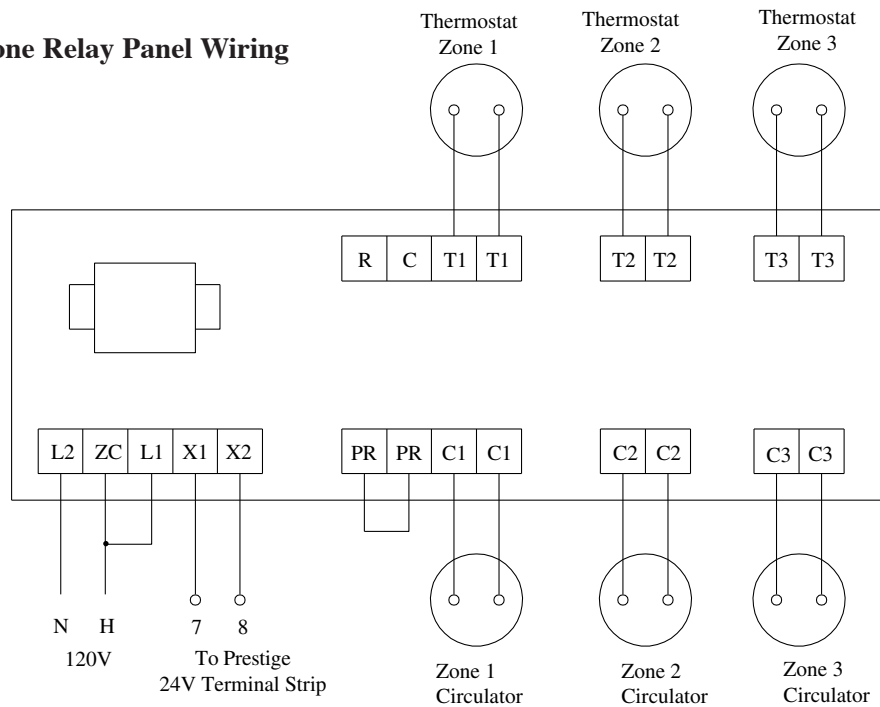 one Relay Panel Wiring
Thermostat
Zone 1
Thermostat
Zone 2
Thermostat
Zone 3
R C T1 T1
T2 T2
T3 T3
L2 ZC L1 X1 X2
PR PR C1 C1
C2 C2
C3 C3
N H
120V
7 8
To Prestige
24V Terminal Strip
Zone 1
Circulator
Zone 2
Circulator
Zone 3
Circulator